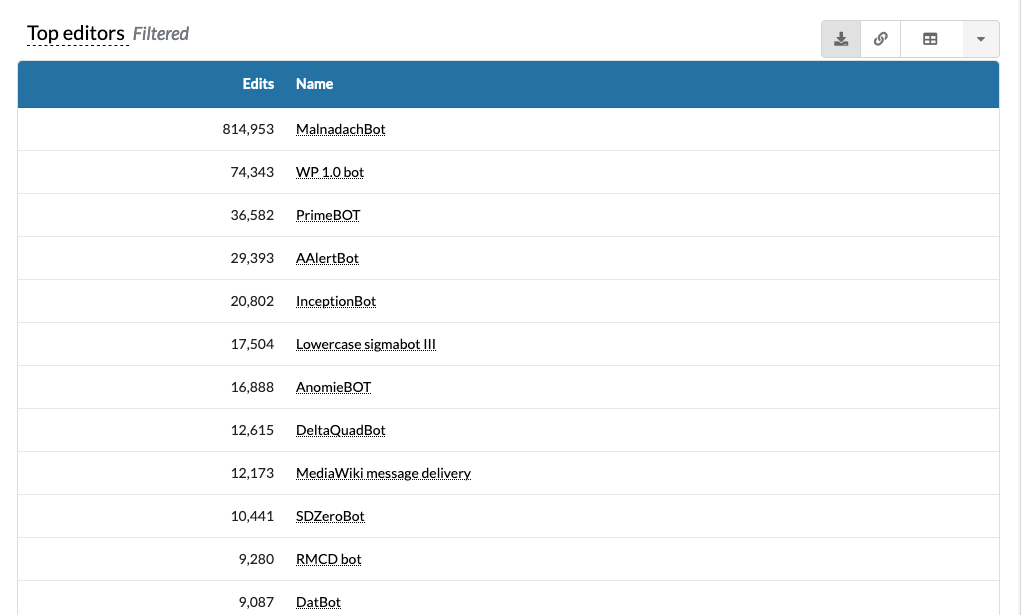 Top editors Filtered
Edits Name
814,953 MalnadachBot
74,343 WP 1.0 bot
36,582 PrimeBOT
29,393 AAlertBot
20,802 InceptionBot
17,504 Lowercase sigmabot III
16,888 AnomieBOT
12,615 DeltaQuadBot
12,173 MediaWiki message delivery
10,441 SDZeroBot
9,280 RMCD bot
9,087 DatBot